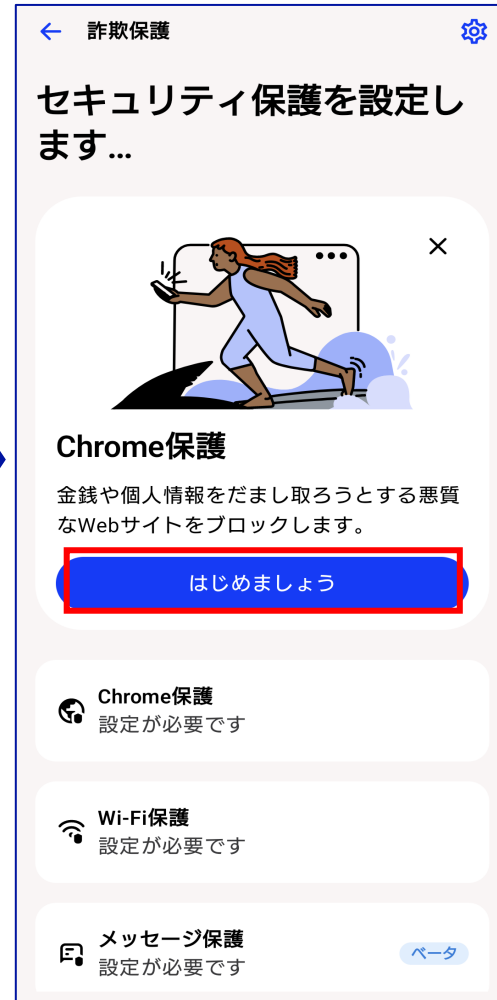 詐欺保護
セキュリティ保護を設定し
ます...
Chrome保護
金銭や個人情報をだまし取ろうとする悪質
なWebサイトをブロックします。
はじめましょう
Chrome保護
設定が必要です
Wi-Fi保護
設定が必要です
メッセージ保護
設定が必要です
ベータ